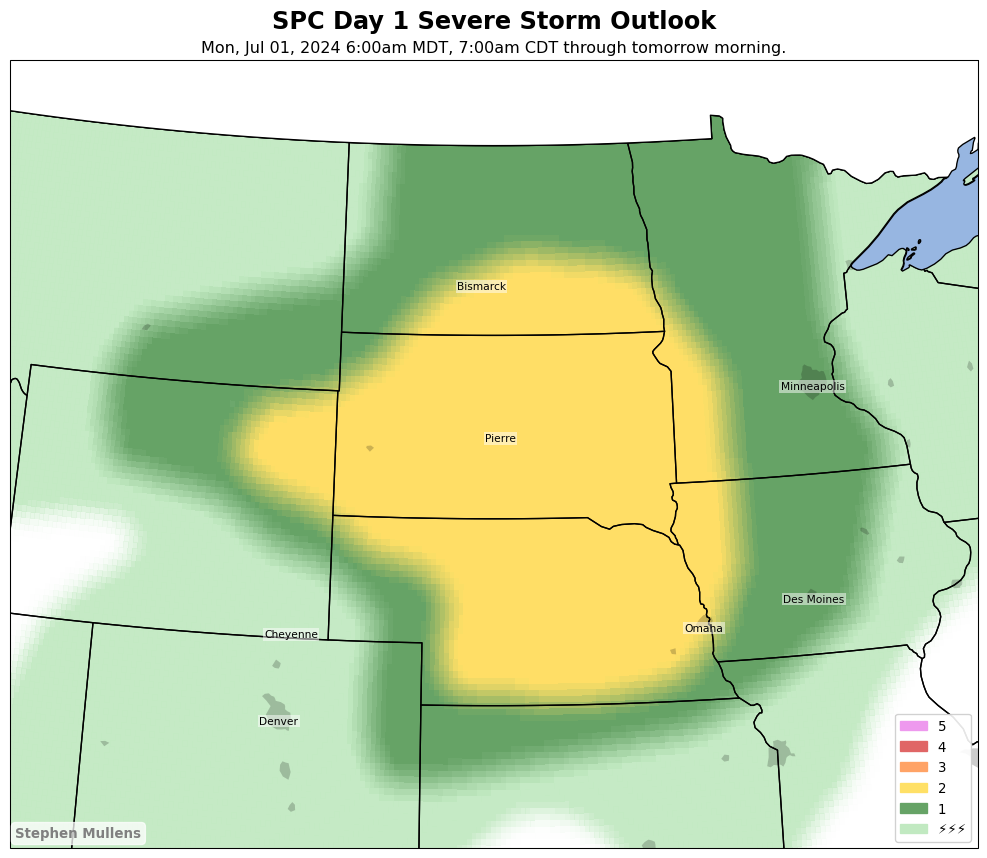 SPC Day 1 Severe Storm Outlook
Mon, Jul 01, 2024 6:00am MDT, 7:00am CDT through tomorrow morning.
Bismarck
Minneapolis
Pierre
Des Moines
Omaha
Cheyenne
Denver
5
4
3
2
1
⚡⚡⚡
Stephen Mullens